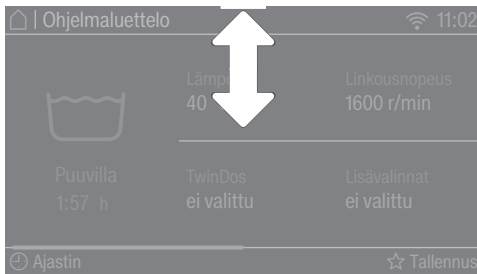 Ohjelmaluettelo 11:02
Linkousnopeus
40 1600 r/min
Puuvilla TwinDos Lisävalinnat
1:57 h ei valittu ei valittu
Ajastin Tallennus